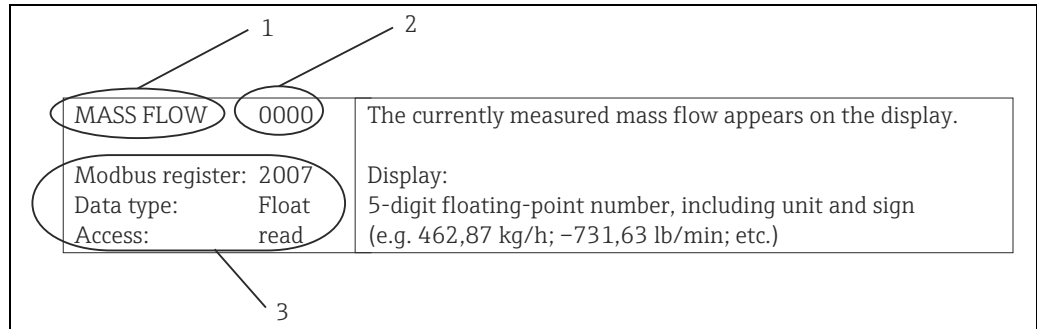 1 2
MASS FLOW 0000 The currently measured mass flow appears on the display.
Modbus register: 2007 Display:
Data type: Float 5-digit floating-point number, including unit and sign
Access: read (e.g. 462,87 kg/h; –731,63 lb/min; etc.)
3